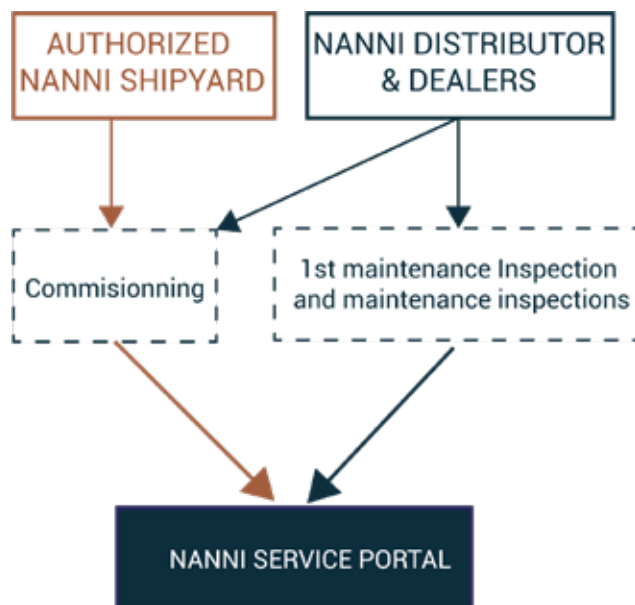 AUTHORIZED
NANNI SHIPYARD
NANNI DISTRIBUTOR
& DEALERS
Commisionning
1st maintenance Inspection
and maintenance inspections
NANNI SERVICE PORTAL